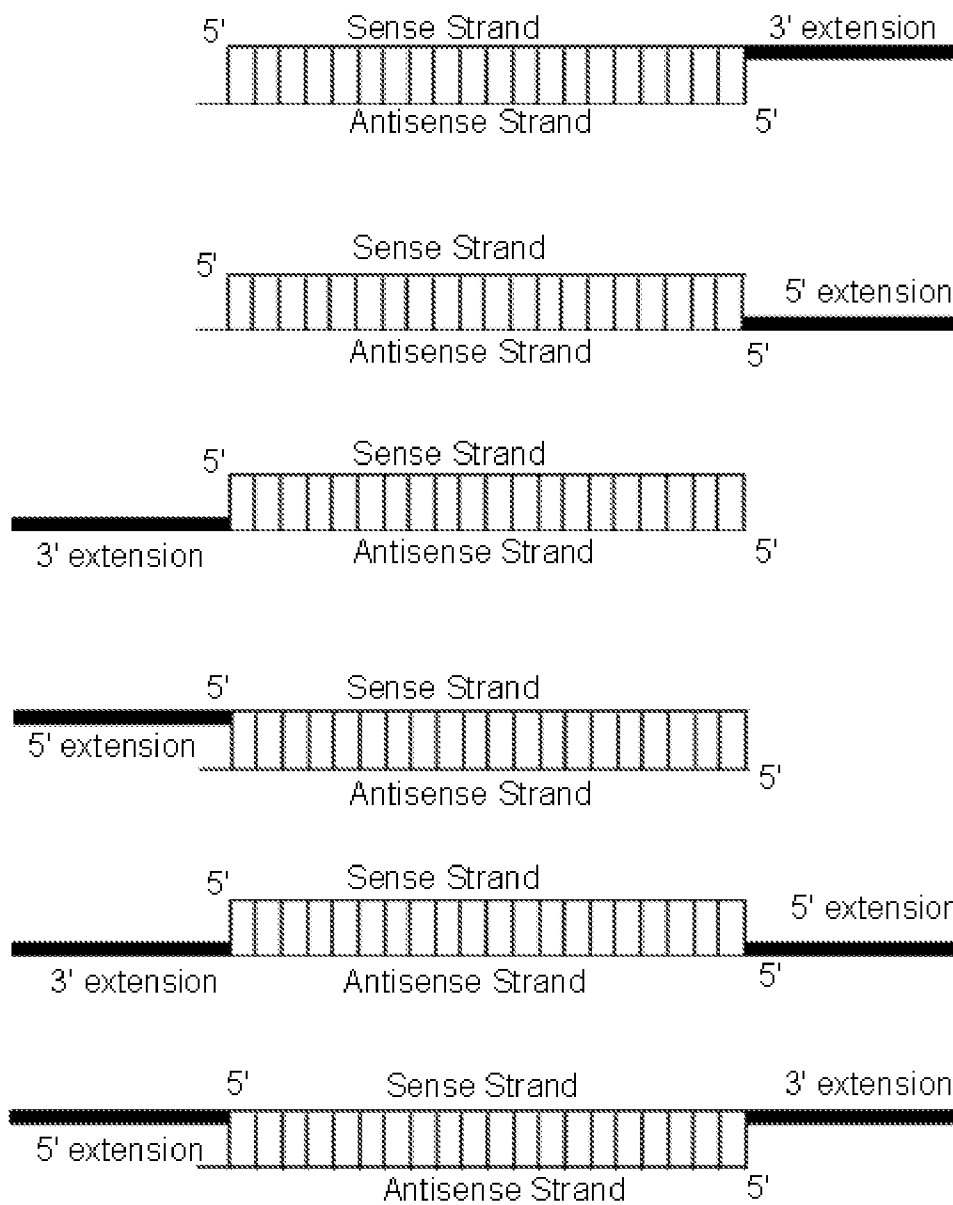 5' Sense Strand 3' extension
Antisense Strand 5'
Sense Strand
5' 5' extension
Antisense Strand 5'
5' Sense Strand
3' extension Antisense Strand 5'
5' Sense Strand
5' extension
5'
Antisense Strand
5' Sense Strand
5' extension
3' extension Antisense Strand 5'
5' Sense Strand 3' extension
5' extension
Antisense Strand 5'